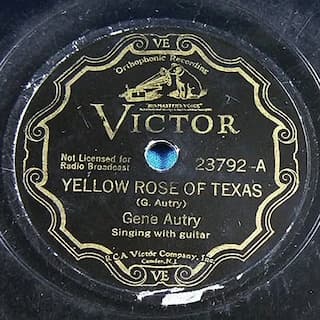 VE
Orthophonic Recording
"HIS MASTER'S VOICE"
VICTOR
Not Licensed for
Radio Broadcast
23792-A
YELLOW ROSE OF TEXAS
(G. Autry)
Gene Autry
Singing with guitar
RCA Victor Company, Inc.
Camden, N.J.
VE